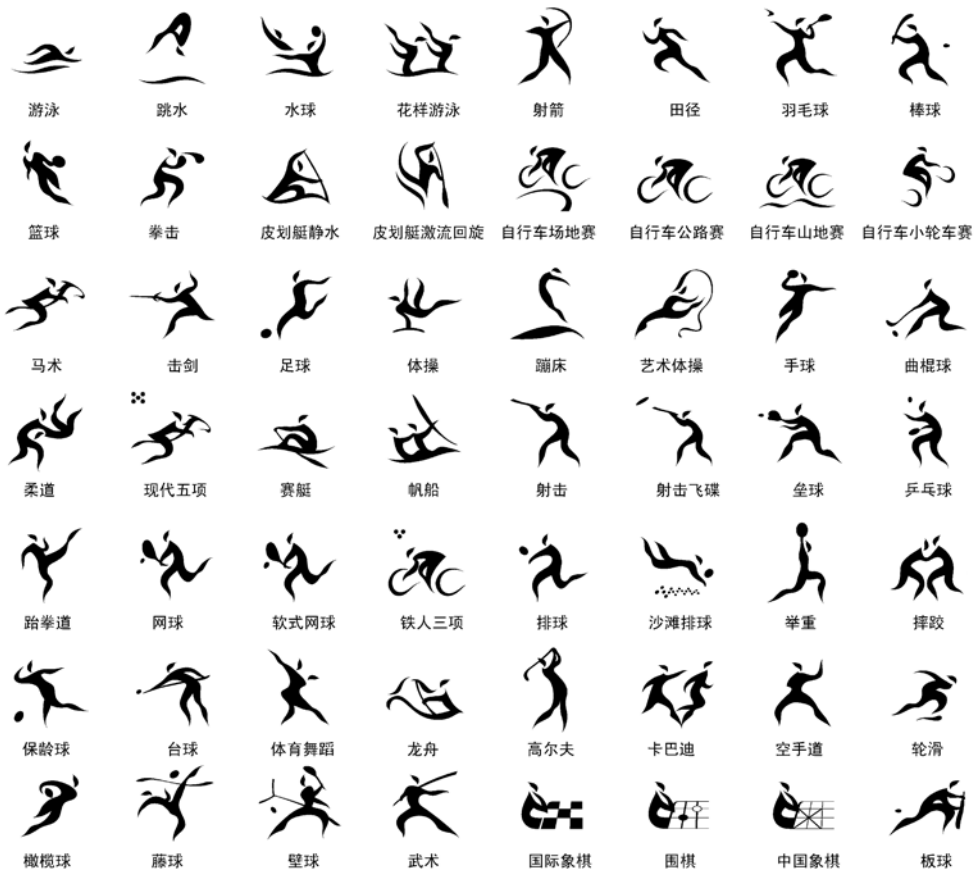 游泳 跳水 水球 花样游泳 射箭 田径 羽毛球 棒球
篮球 拳击 皮划艇静水 皮划艇激流回旋 自行车场地赛 自行车公路赛 自行车山地赛 自行车小轮车赛
马术 击剑 足球 体操 蹦床 艺术体操 手球 曲棍球
柔道 现代五项 赛艇 帆船 射击 射击飞碟 垒球 乒乓球
跆拳道 网球 软式网球 铁人三项 排球 沙滩排球 举重 摔跤
保龄球 台球 体育舞蹈 龙舟 高尔夫 卡巴迪 空手道 轮滑
橄榄球 藤球 壁球 武术 国际象棋 围棋 中国象棋 板球